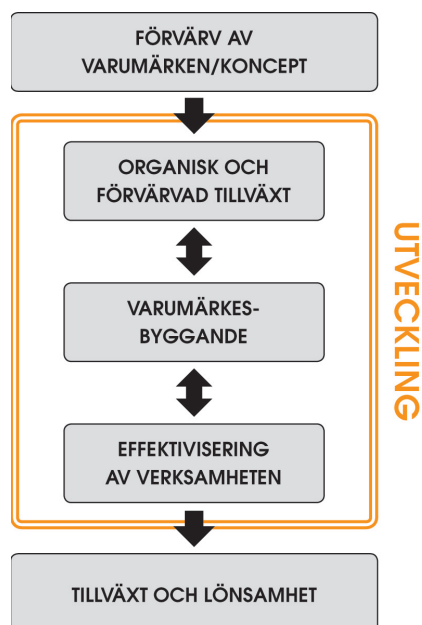 FÖRVÄRV AV
VARUMÄRKEN/KONCEPT
ORGANISK OCH
FÖRVÄRVAD TILLVÄXT
VARUMÄRKES-
BYGGANDE
EFFEKTIVISERING
AV VERKSAMHETEN
UTVECKLING
TILLVÄXT OCH LÖNSAMHET